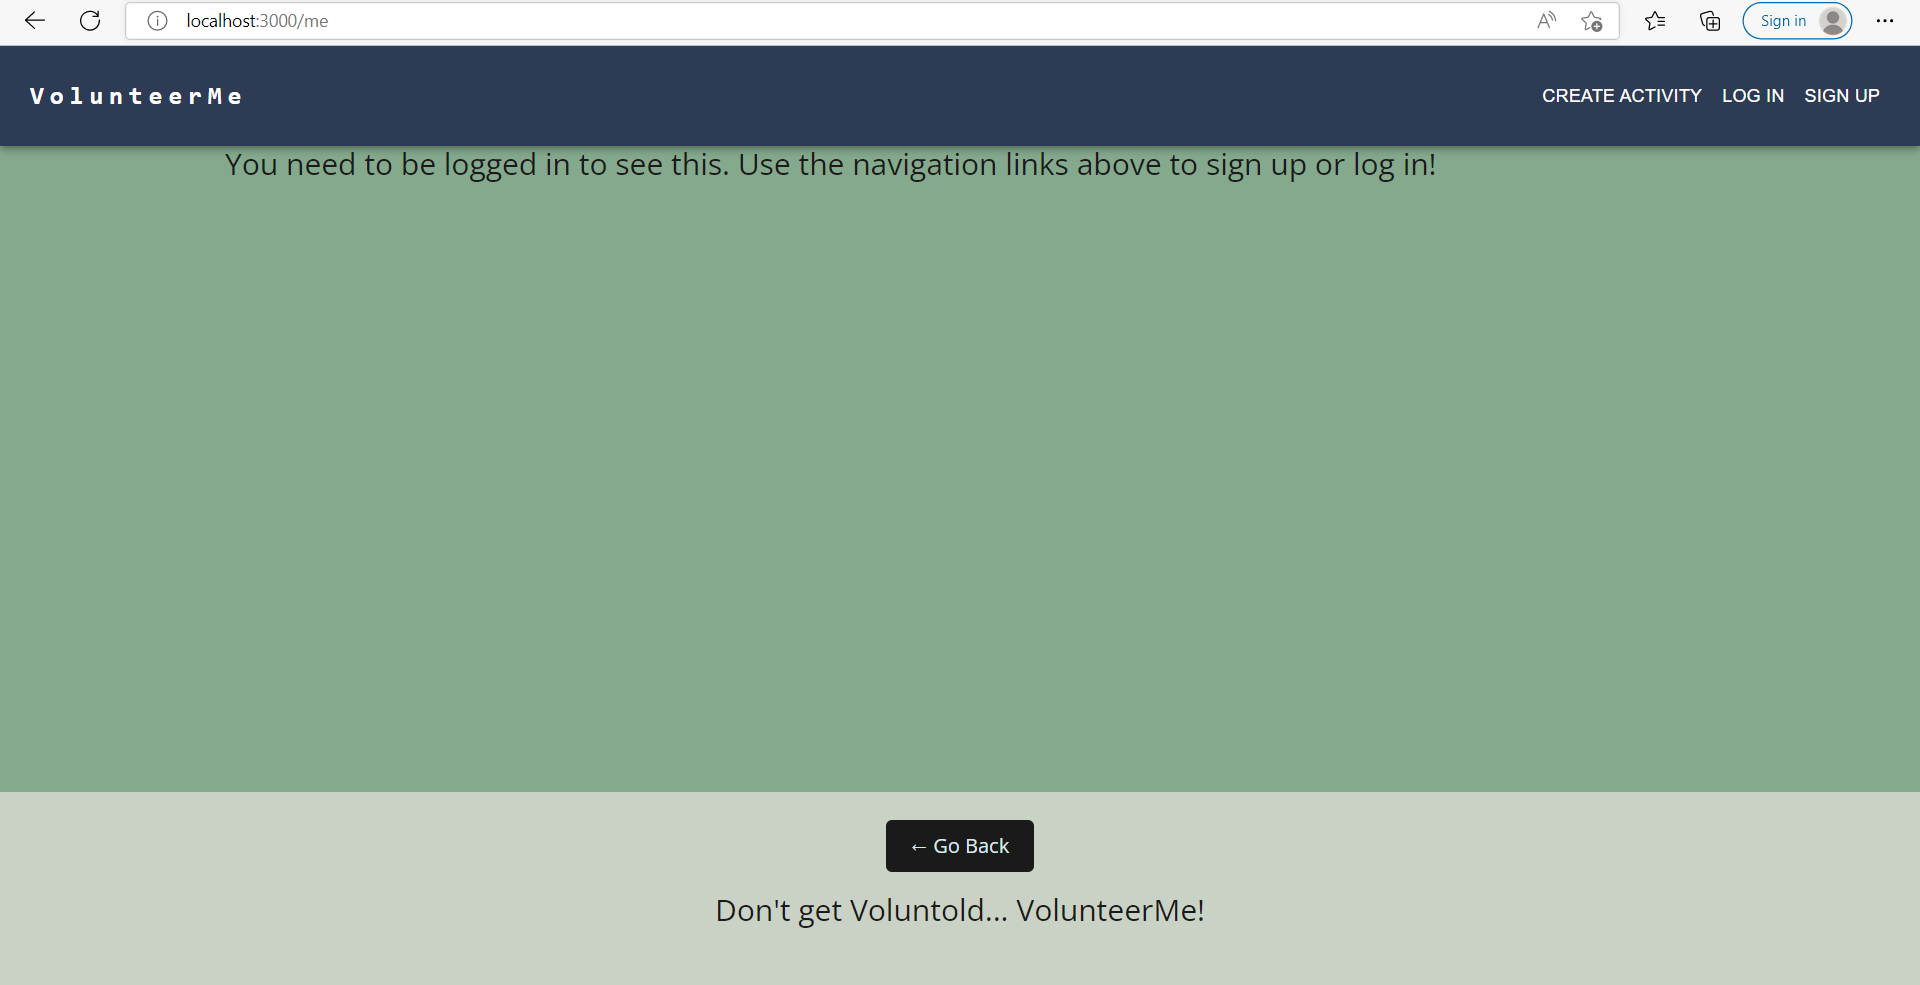 localhost:3000/me
Sign in
VolunteerMe
CREATE ACTIVITY LOG IN SIGN UP
You need to be logged in to see this. Use the navigation links above to sign up or log in!
← Go Back
Don't get Voluntold... VolunteerMe!